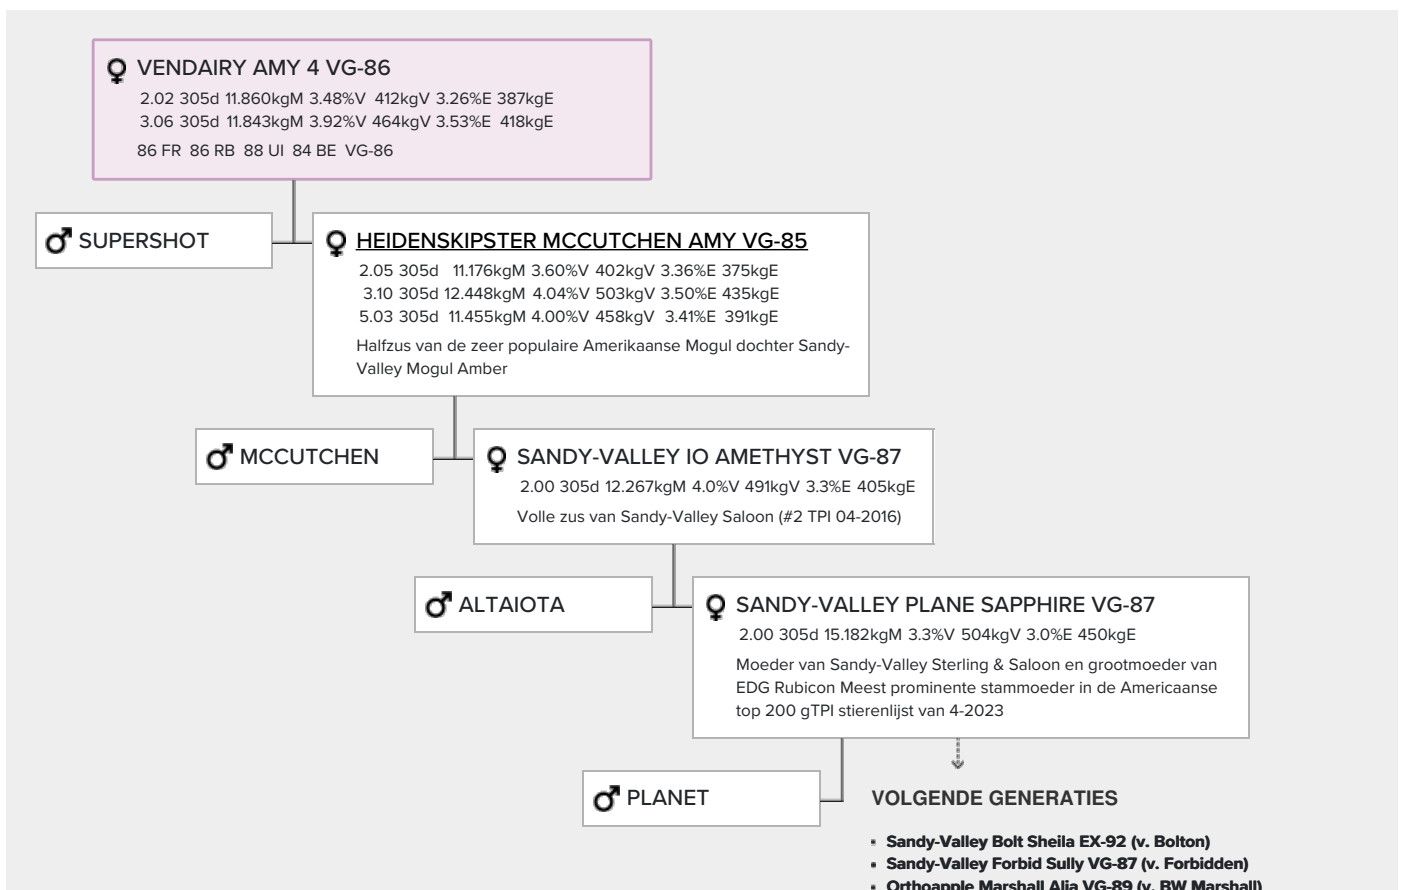 VENDAIRY AMY 4 VG-86
2.02 305d 11.860kgM 3.48%V 412kgV 3.26%E 387kgE
3.06 305d 11.843kgM 3.92%V 464kgV 3.53%E 418kgE
86 FR 86 RB 88 UI 84 BE VG-86
SUPERSHOT
HEIDENSKIPSTER MCCUTCHEN AMY VG-85
2.05 305d 11.176kgM 3.60%V 402kgV 3.36%E 375kgE
3.10 305d 12.448kgM 4.04%V 503kgV 3.50%E 435kgE
5.03 305d 11.455kgM 4.00%V 458kgV 3.41%E 391kgE
Halfzus van de zeer populaire Amerikaanse Mogul dochter Sandy-
Valley Mogul Amber
MCCUTCHEN
SANDY-VALLEY IO AMETHYST VG-87
2.00 305d 12.267kgM 4.0%V 491kgV 3.3%E 405kgE
Volle zus van Sandy-Valley Saloon (#2 TPI 04-2016)
ALTAIOTA
SANDY-VALLEY PLANE SAPPHIRE VG-87
2.00 305d 15.182kgM 3.3%V 504kgV 3.0%E 450kgE
Moeder van Sandy-Valley Sterling & Saloon en grootmoeder van
EDG Rubicon Meest prominente stammoeder in de Americaanse
top 200 gTPI stierenlijst van 4-2023
PLANET
VOLGENDE GENERATIES
▪ Sandy-Valley Bolt Sheila EX-92 (v. Bolton)
▪ Sandy-Valley Forbid Sully VG-87 (v. Forbidden)
▪ Orthoapple Marshall Alia VG-89 (v. BW Marshall)